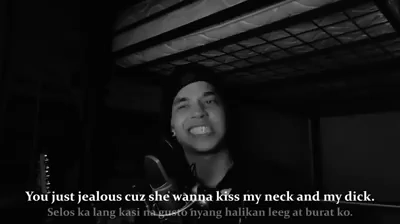 You just jealous cuz she wanna kiss my neck and my dick.
Selos ka lang kasi na gusto nyang halikan leeg at burat ko.